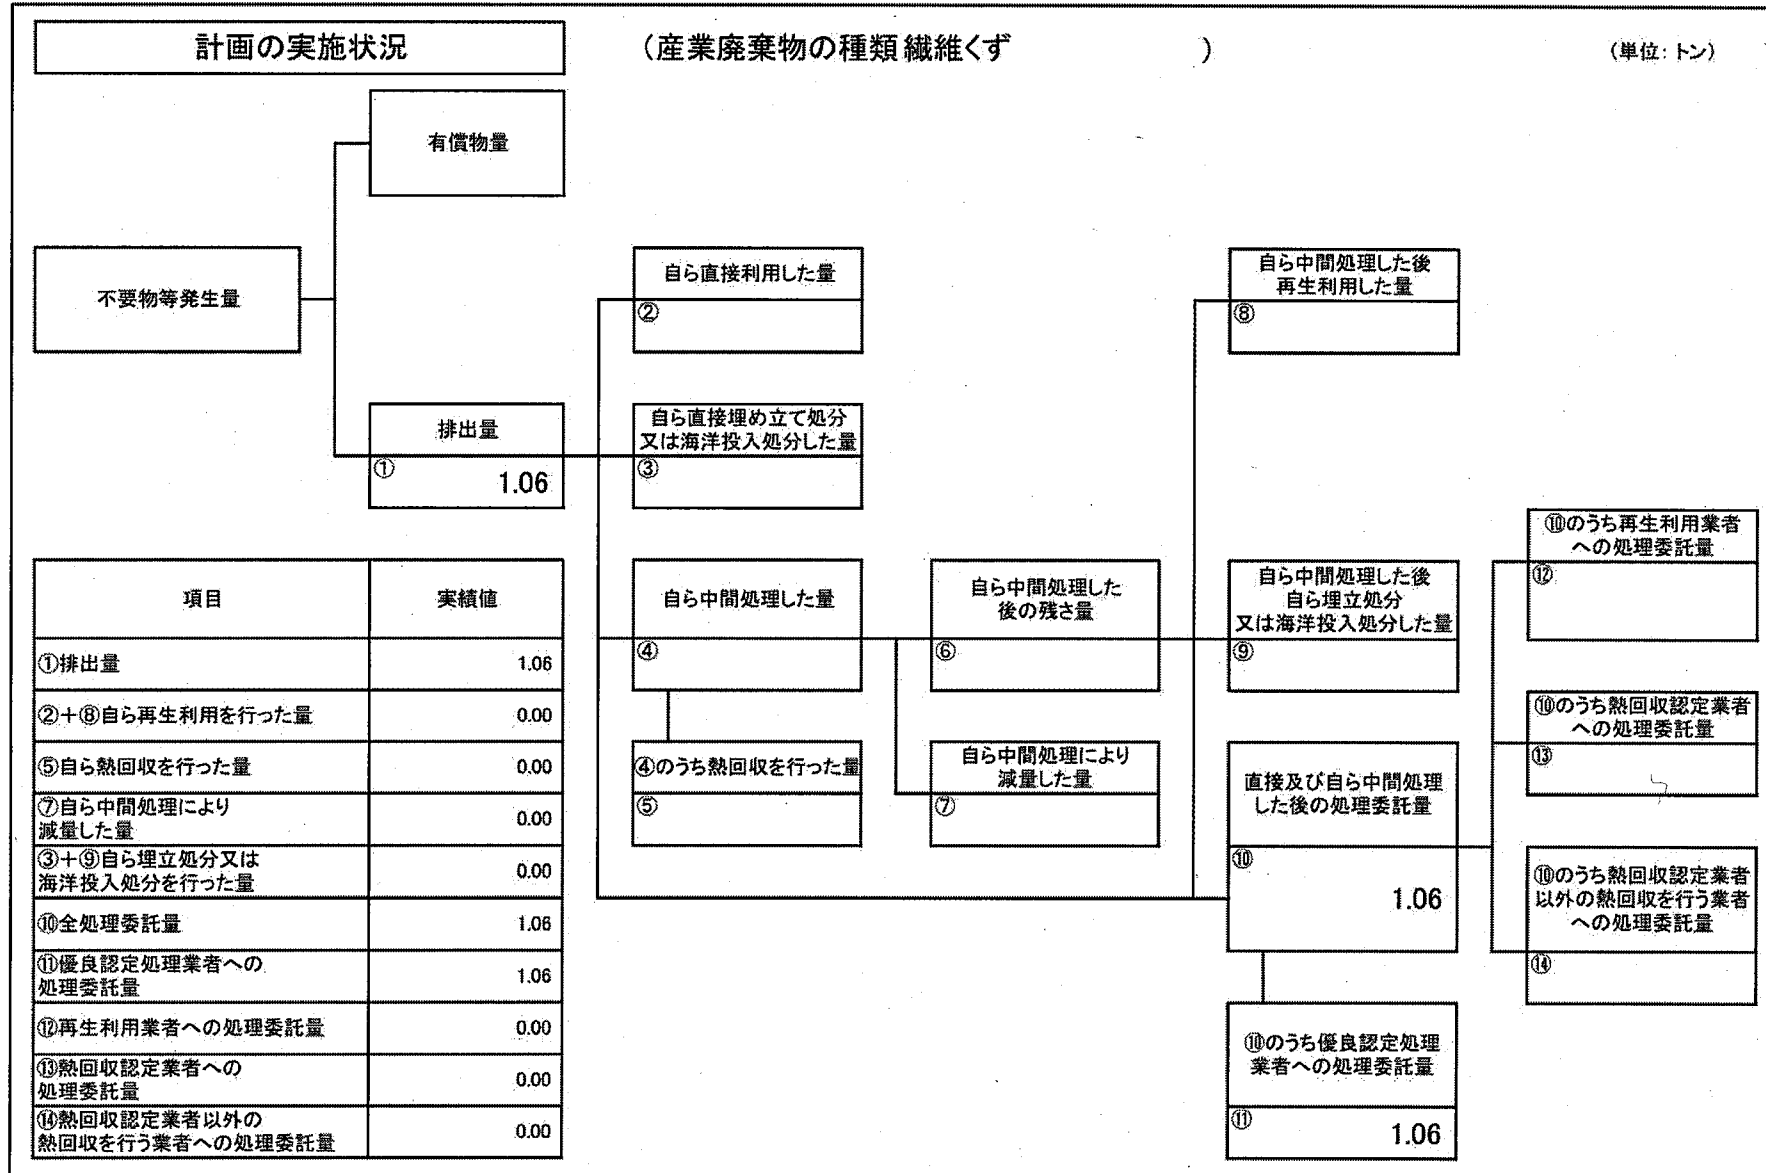 計画の実施状況
(産業廃棄物の種類 繊維くず )
(単位:トン)
有償物量
不要物等発生量
自ら直接利用した量
②
自ら中間処理した後
再生利用した量
⑧
排出量
① 1.06
自ら直接埋め立て処分
又は海洋投入処分した量
③
⑩のうち再生利用業者
への処理委託量
⑫
自ら中間処理した量
④
自ら中間処理した
後の残さ量
⑥
自ら中間処理した後
自ら埋立処分
又は海洋投入処分した量
⑨
⑩のうち熱回収認定業者
への処理委託量
⑬
④のうち熱回収を行った量
⑤
自ら中間処理により
減量した量
⑦
直接及び自ら中間処理
した後の処理委託量
⑩ 1.06
⑩のうち熱回収認定業者
以外の熱回収を行う業者
への処理委託量
⑭
⑩のうち優良認定処理
業者への処理委託量
⑪ 1.06
項目 実績値
①排出量 1.06
②+⑧自ら再生利用を行った量 0.00
⑤自ら熱回収を行った量 0.00
⑦自ら中間処理により
減量した量 0.00
③+⑨自ら埋立処分又は
海洋投入処分を行った量 0.00
⑩全処理委託量 1.06
⑪優良認定処理業者への
処理委託量 1.06
⑫再生利用業者への処理委託量 0.00
⑬熱回収認定業者への
処理委託量 0.00
⑭熱回収認定業者以外の
熱回収を行う業者への処理委託量 0.00